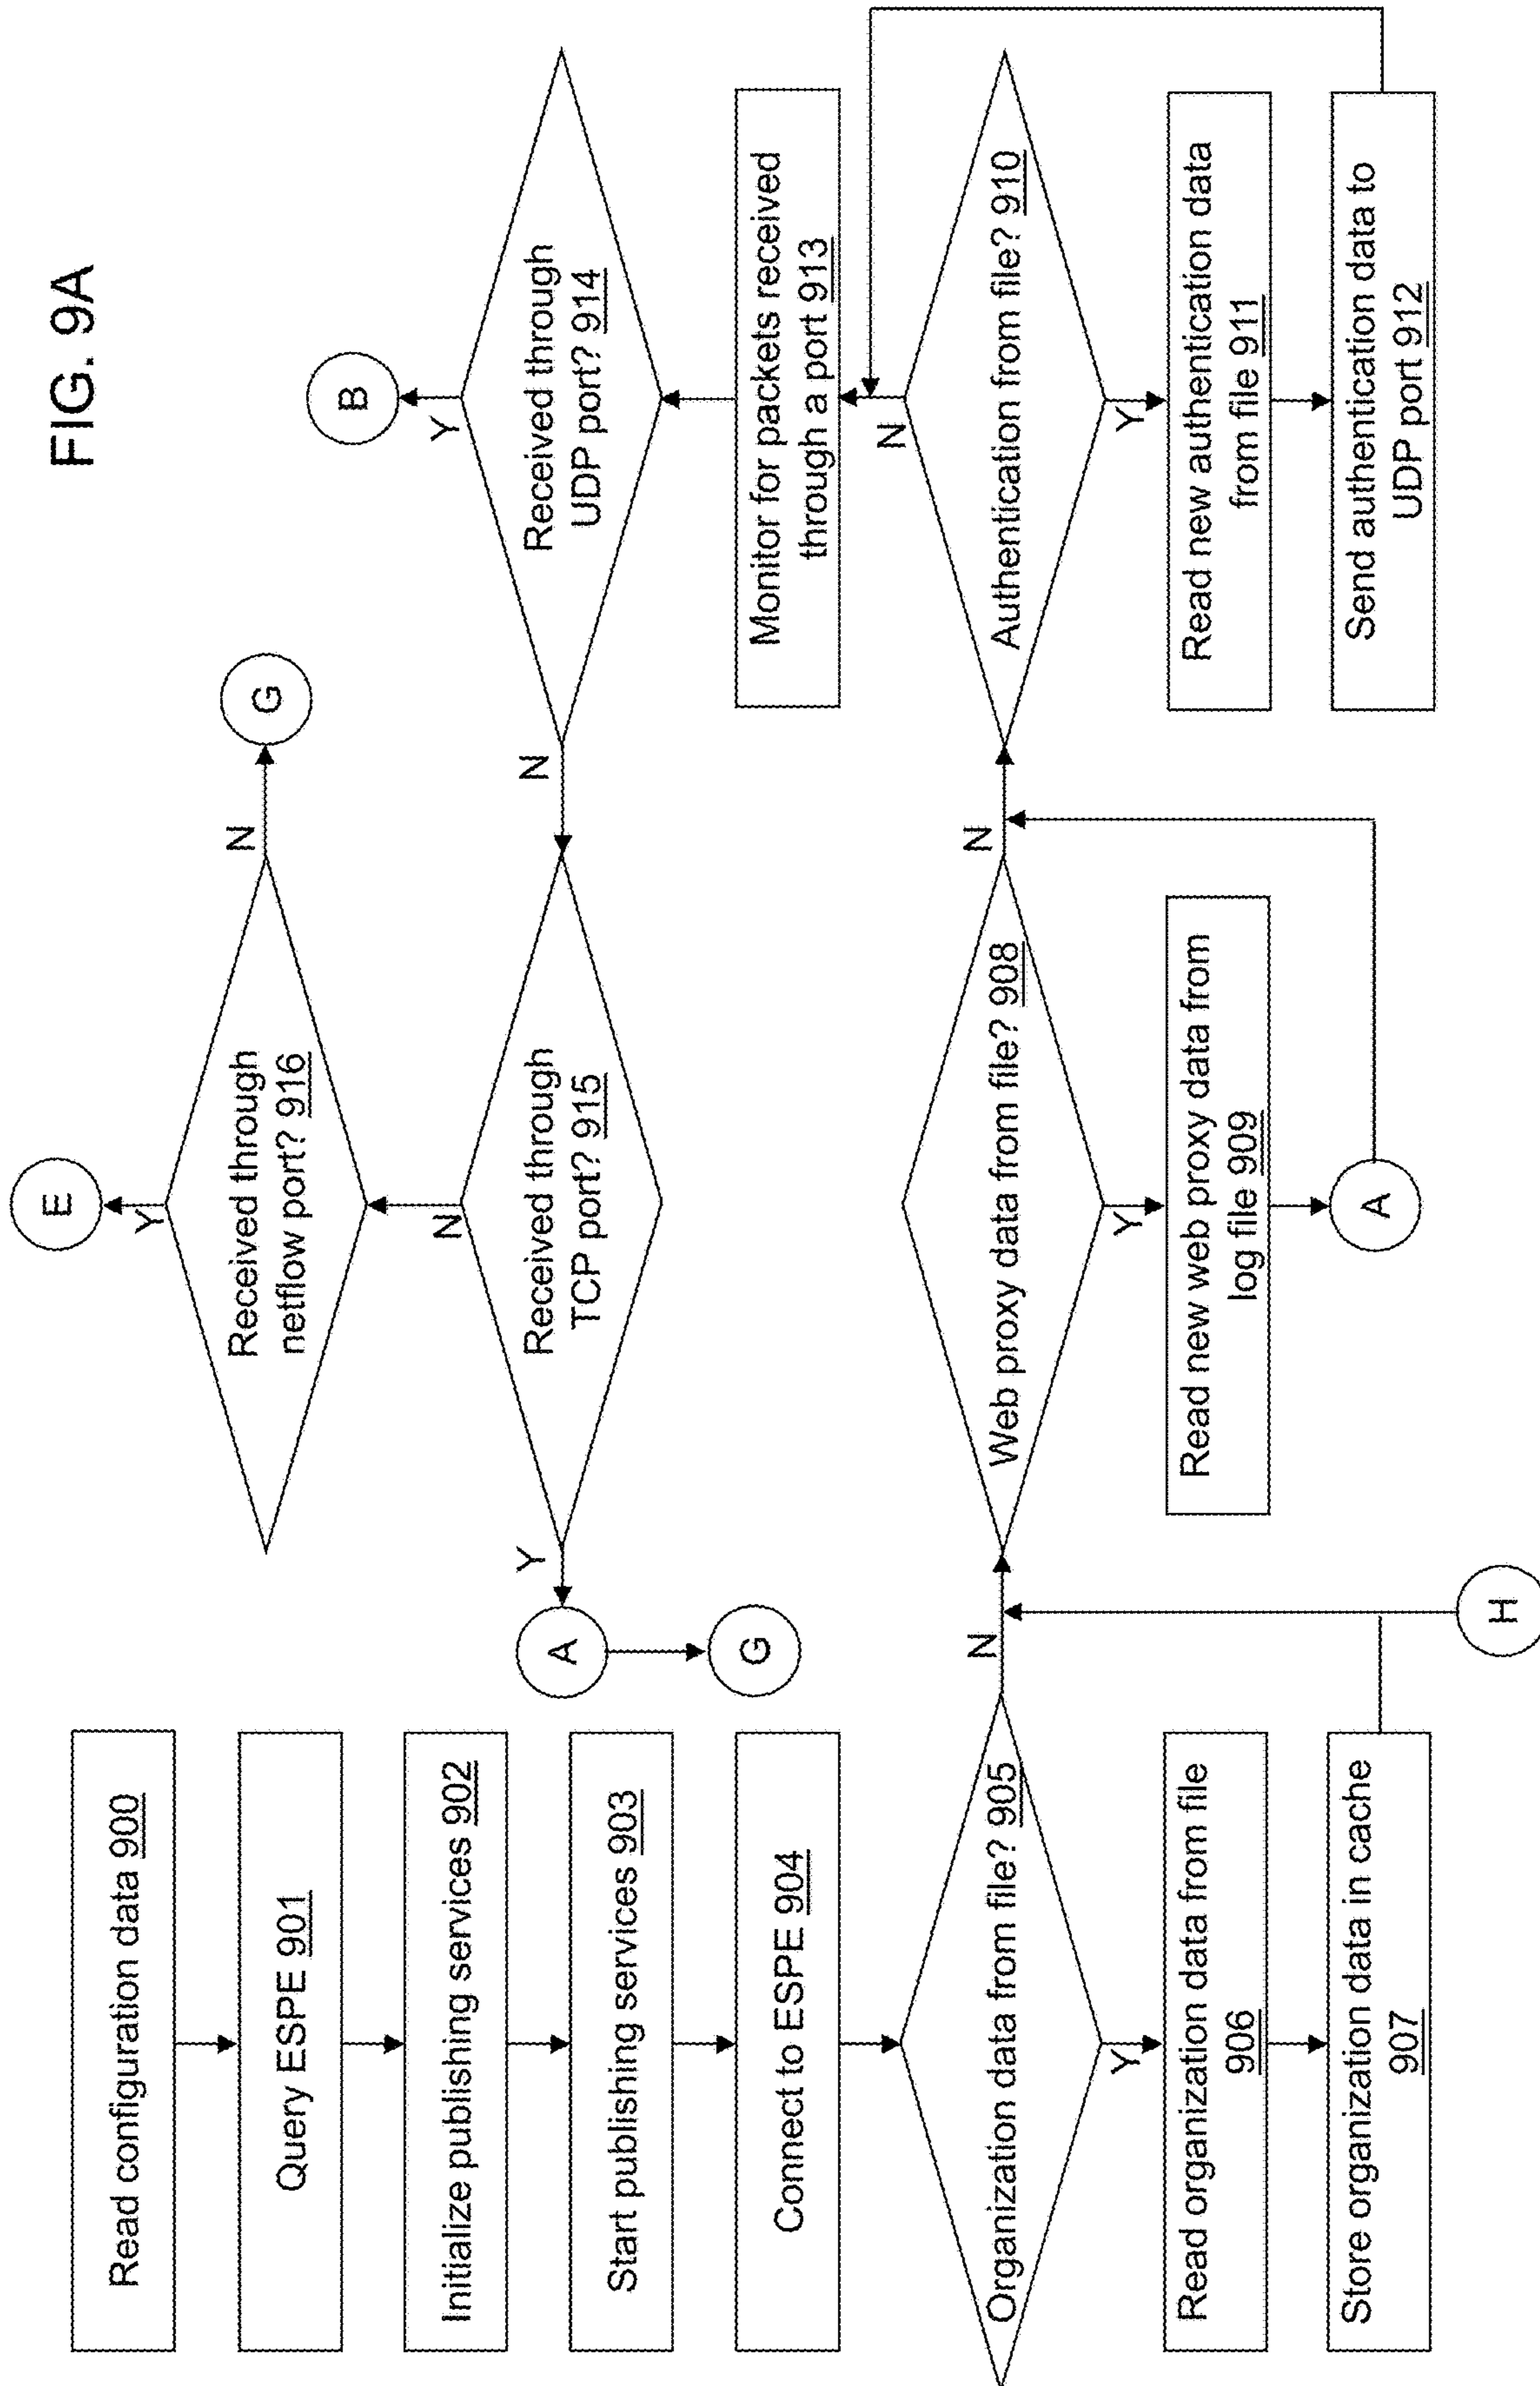 FIG. 9A
Read configuration data 900
Query ESPE 901
Initialize publishing services 902
Start publishing services 903
Connect to ESPE 904
Organization data from file? 905
N
Y
Read organization data from file
906
Store organization data in cache
907
H
Web proxy data from file? 908
N
Y
Read new web proxy data from
log file 909
A
Authentication from file? 910
N
Y
Read new authentication data
from file 911
Send authentication data to
UDP port 912
Monitor for packets received
through a port 913
Received through
UDP port? 914
Y
B
N
Received through
TCP port? 915
Y
A
G
N
Received through
netflow port? 916
Y
E
N
G